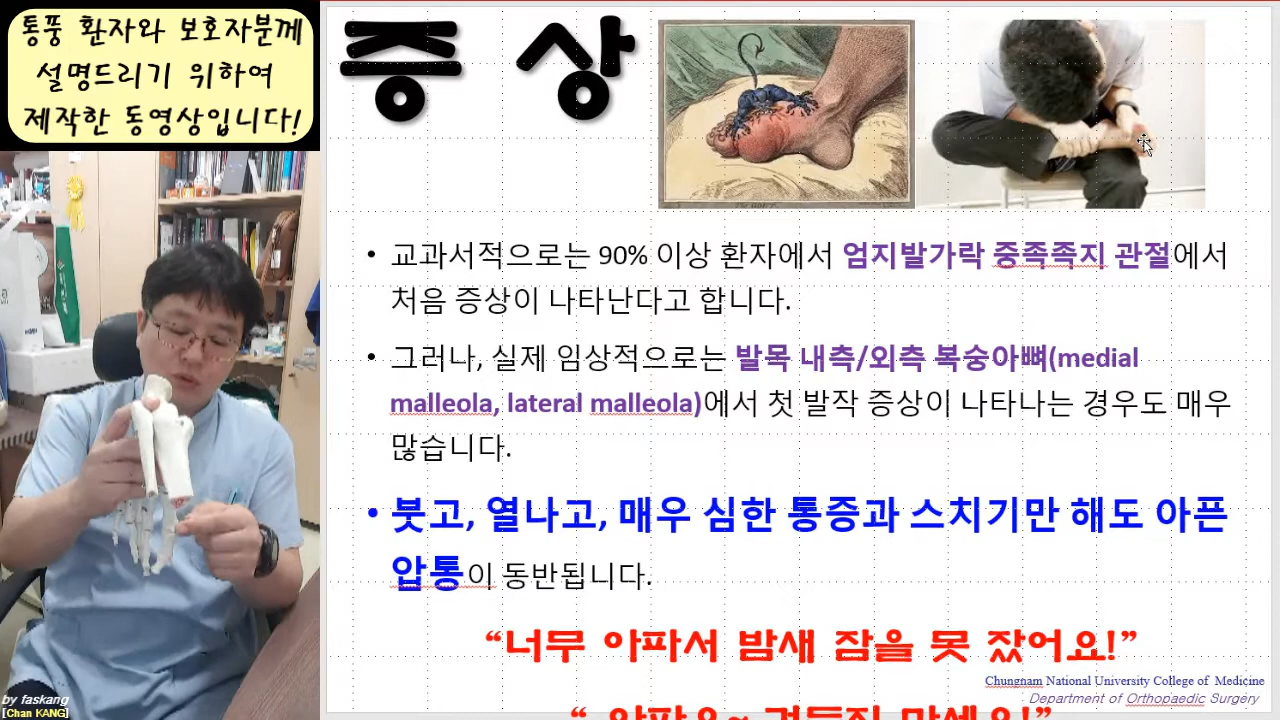 통풍 환자와 보호자분께
설명드리기 위하여
제작한 동영상입니다!
증 상
• 교과서적으로는 90% 이상 환자에서 엄지발가락 중족족지 관절에서
처음 증상이 나타난다고 합니다.
• 그러나, 실제 임상적으로는 발목 내측/외측 복숭아뼈(medial
malleola, lateral malleola)에서 첫 발작 증상이 나타나는 경우도 매우
많습니다.
• 붓고, 열나고, 매우 심한 통증과 스치기만 해도 아픈
압통이 동반됩니다.
“너무 아파서 밤새 잠을 못 잤어요!”
Chungnam National University College of Medicine
Department of Orthopaedic Surgery
by faskang
[Chan KANG]